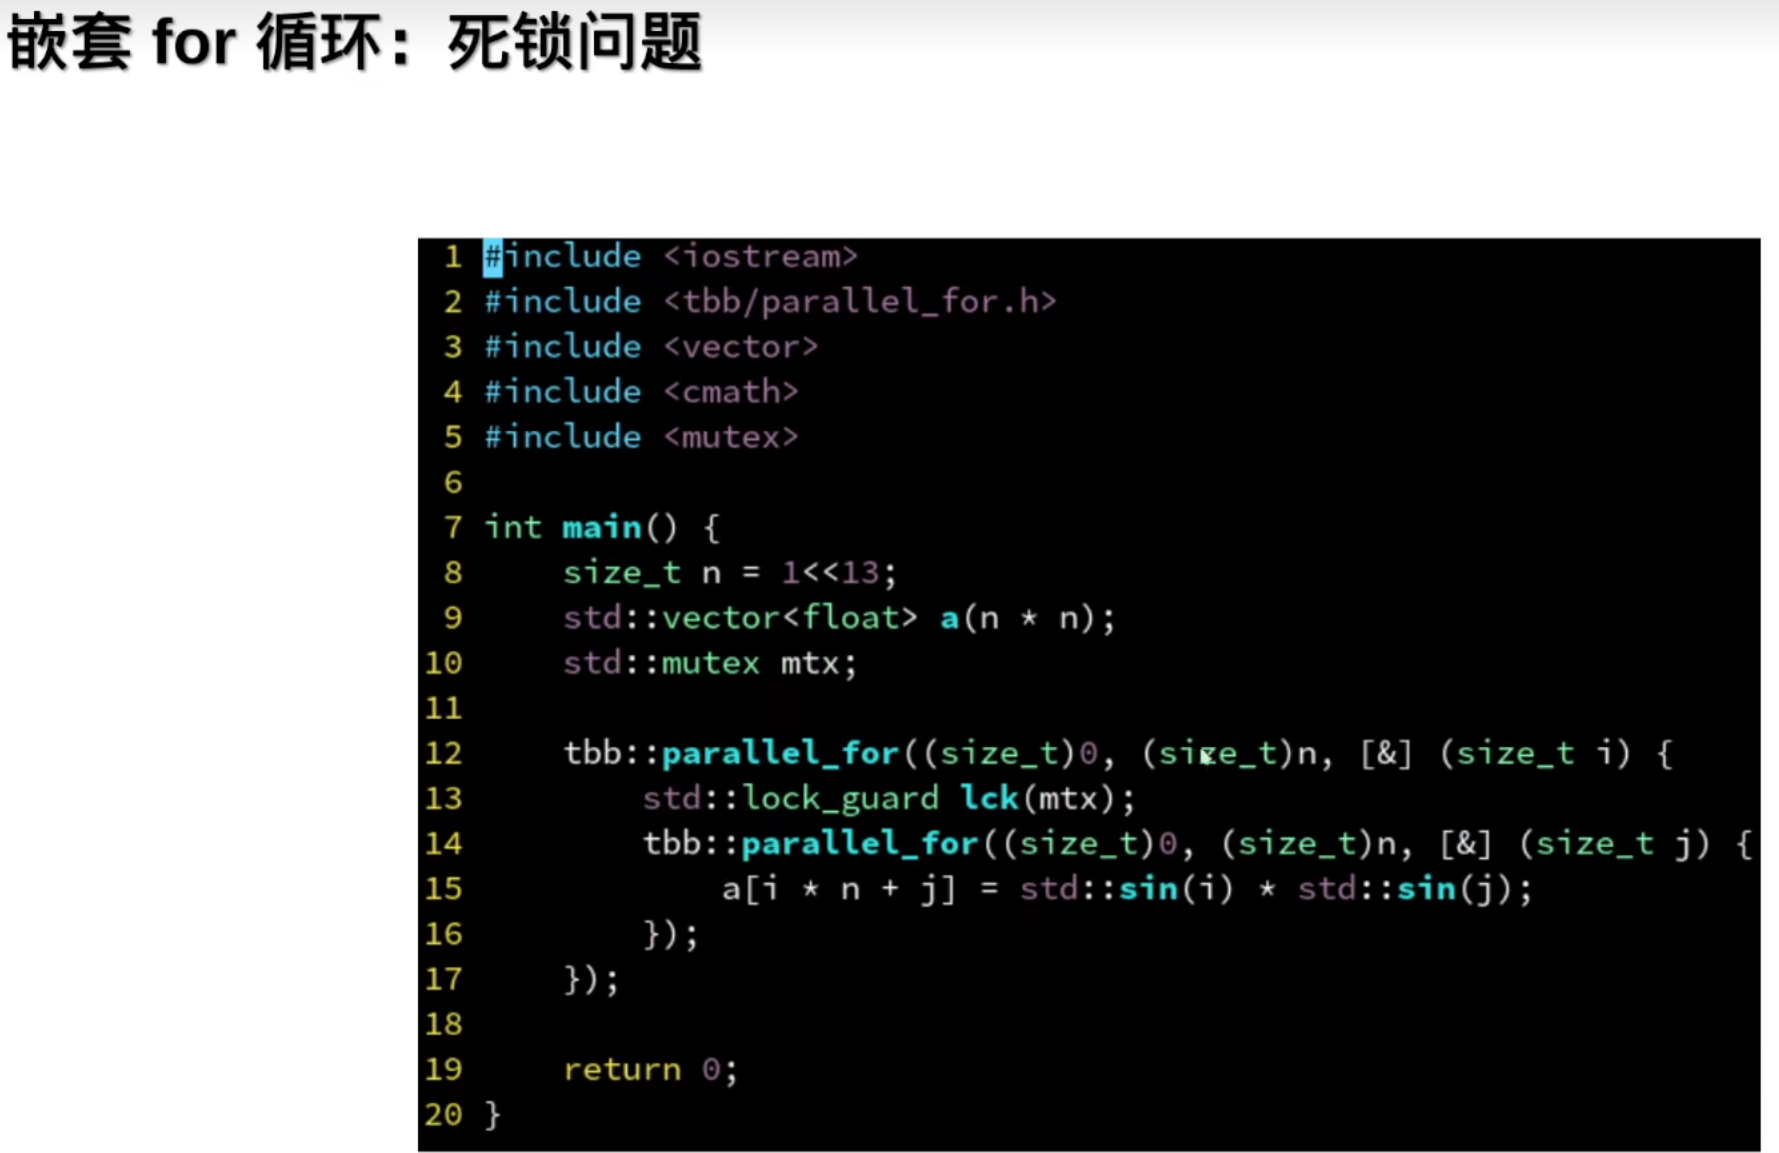 嵌套 for 循环：死锁问题
1 #include <iostream>
2 #include <tbb/parallel_for.h>
3 #include <vector>
4 #include <cmath>
5 #include <mutex>
6
7 int main() {
8     size_t n = 1<<13;
9     std::vector<float> a(n * n);
10     std::mutex mtx;
11
12     tbb::parallel_for((size_t)0, (size_t)n, [&] (size_t i) {
13         std::lock_guard lck(mtx);
14         tbb::parallel_for((size_t)0, (size_t)n, [&] (size_t j) {
15             a[i * n + j] = std::sin(i) * std::sin(j);
16         });
17     });
18
19     return 0;
20 }